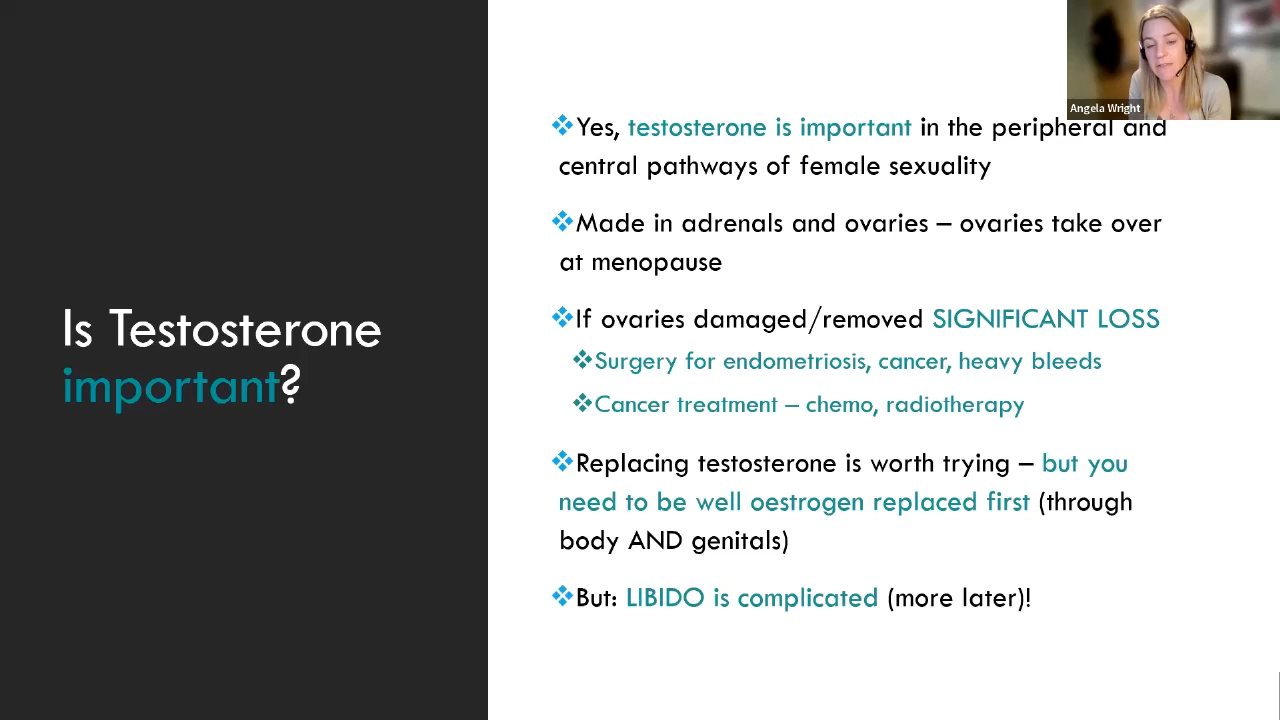 Is Testosterone
important?
Angela Wright
❖Yes, testosterone is important in the peripheral and
central pathways of female sexuality
❖Made in adrenals and ovaries – ovaries take over
at menopause
❖If ovaries damaged/removed SIGNIFICANT LOSS
❖Surgery for endometriosis, cancer, heavy bleeds
❖Cancer treatment – chemo, radiotherapy
❖Replacing testosterone is worth trying – but you
need to be well oestrogen replaced first (through
body AND genitals)
❖But: LIBIDO is complicated (more later)!